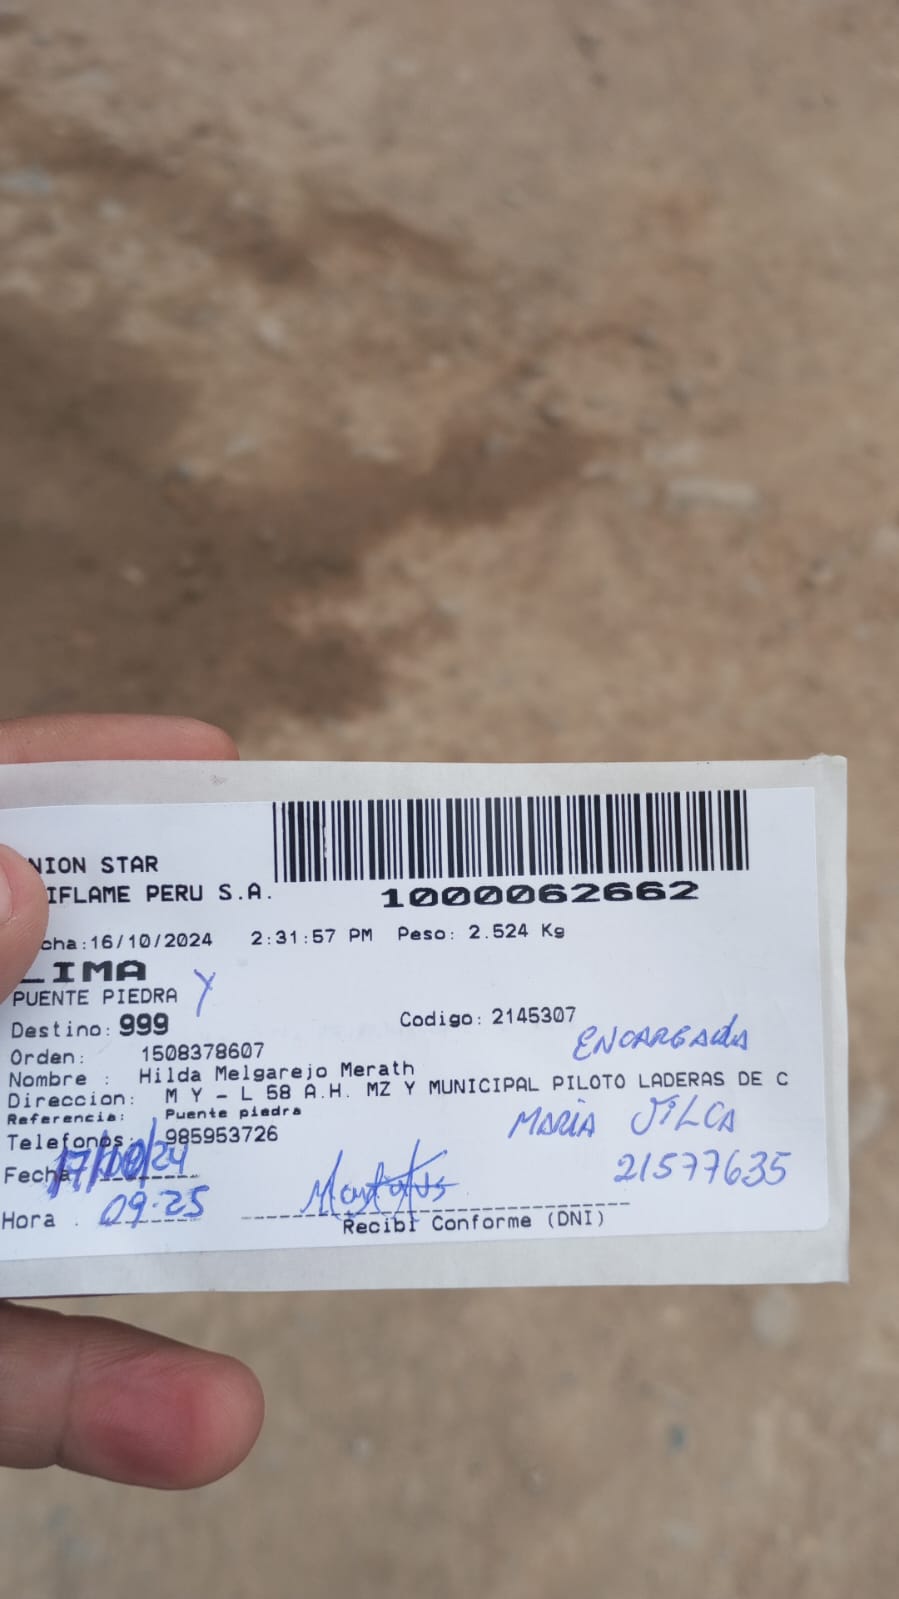 NION STAR
IFLAME PERU S.A.
1000062662
cha:16/10/2024 2:31:57 PM Peso: 2.524 Kg
LIMA
PUENTE PIEDRA Y
Destino: 999 Codigo: 2145307
Orden: 1508378607 ENCARGADA
Nombre : Hilda Melgarejo Merath
Direccion: M Y - L 58 A.H. MZ Y MUNICIPAL PILOTO LADERAS DE C
Referencia: Puente piedra
Telefonos: 985953726 MARIA JILCA
Fecha 17/10/24 21577635
Hora : 09:25
Recibi Conforme (DNI)